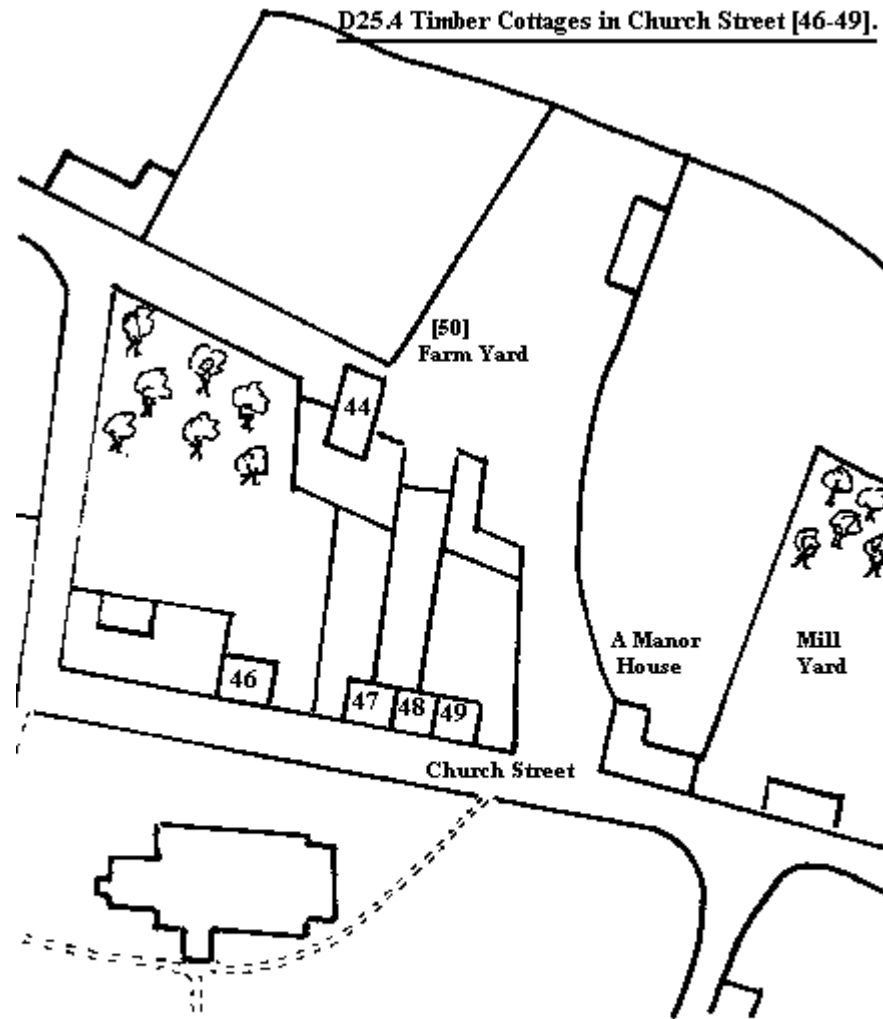 D25.4 Timber Cottages in Church Street [46-49].
[50]
Farm Yard
44
A Manor
House
Mill
Yard
46
47
48
49
Church Street